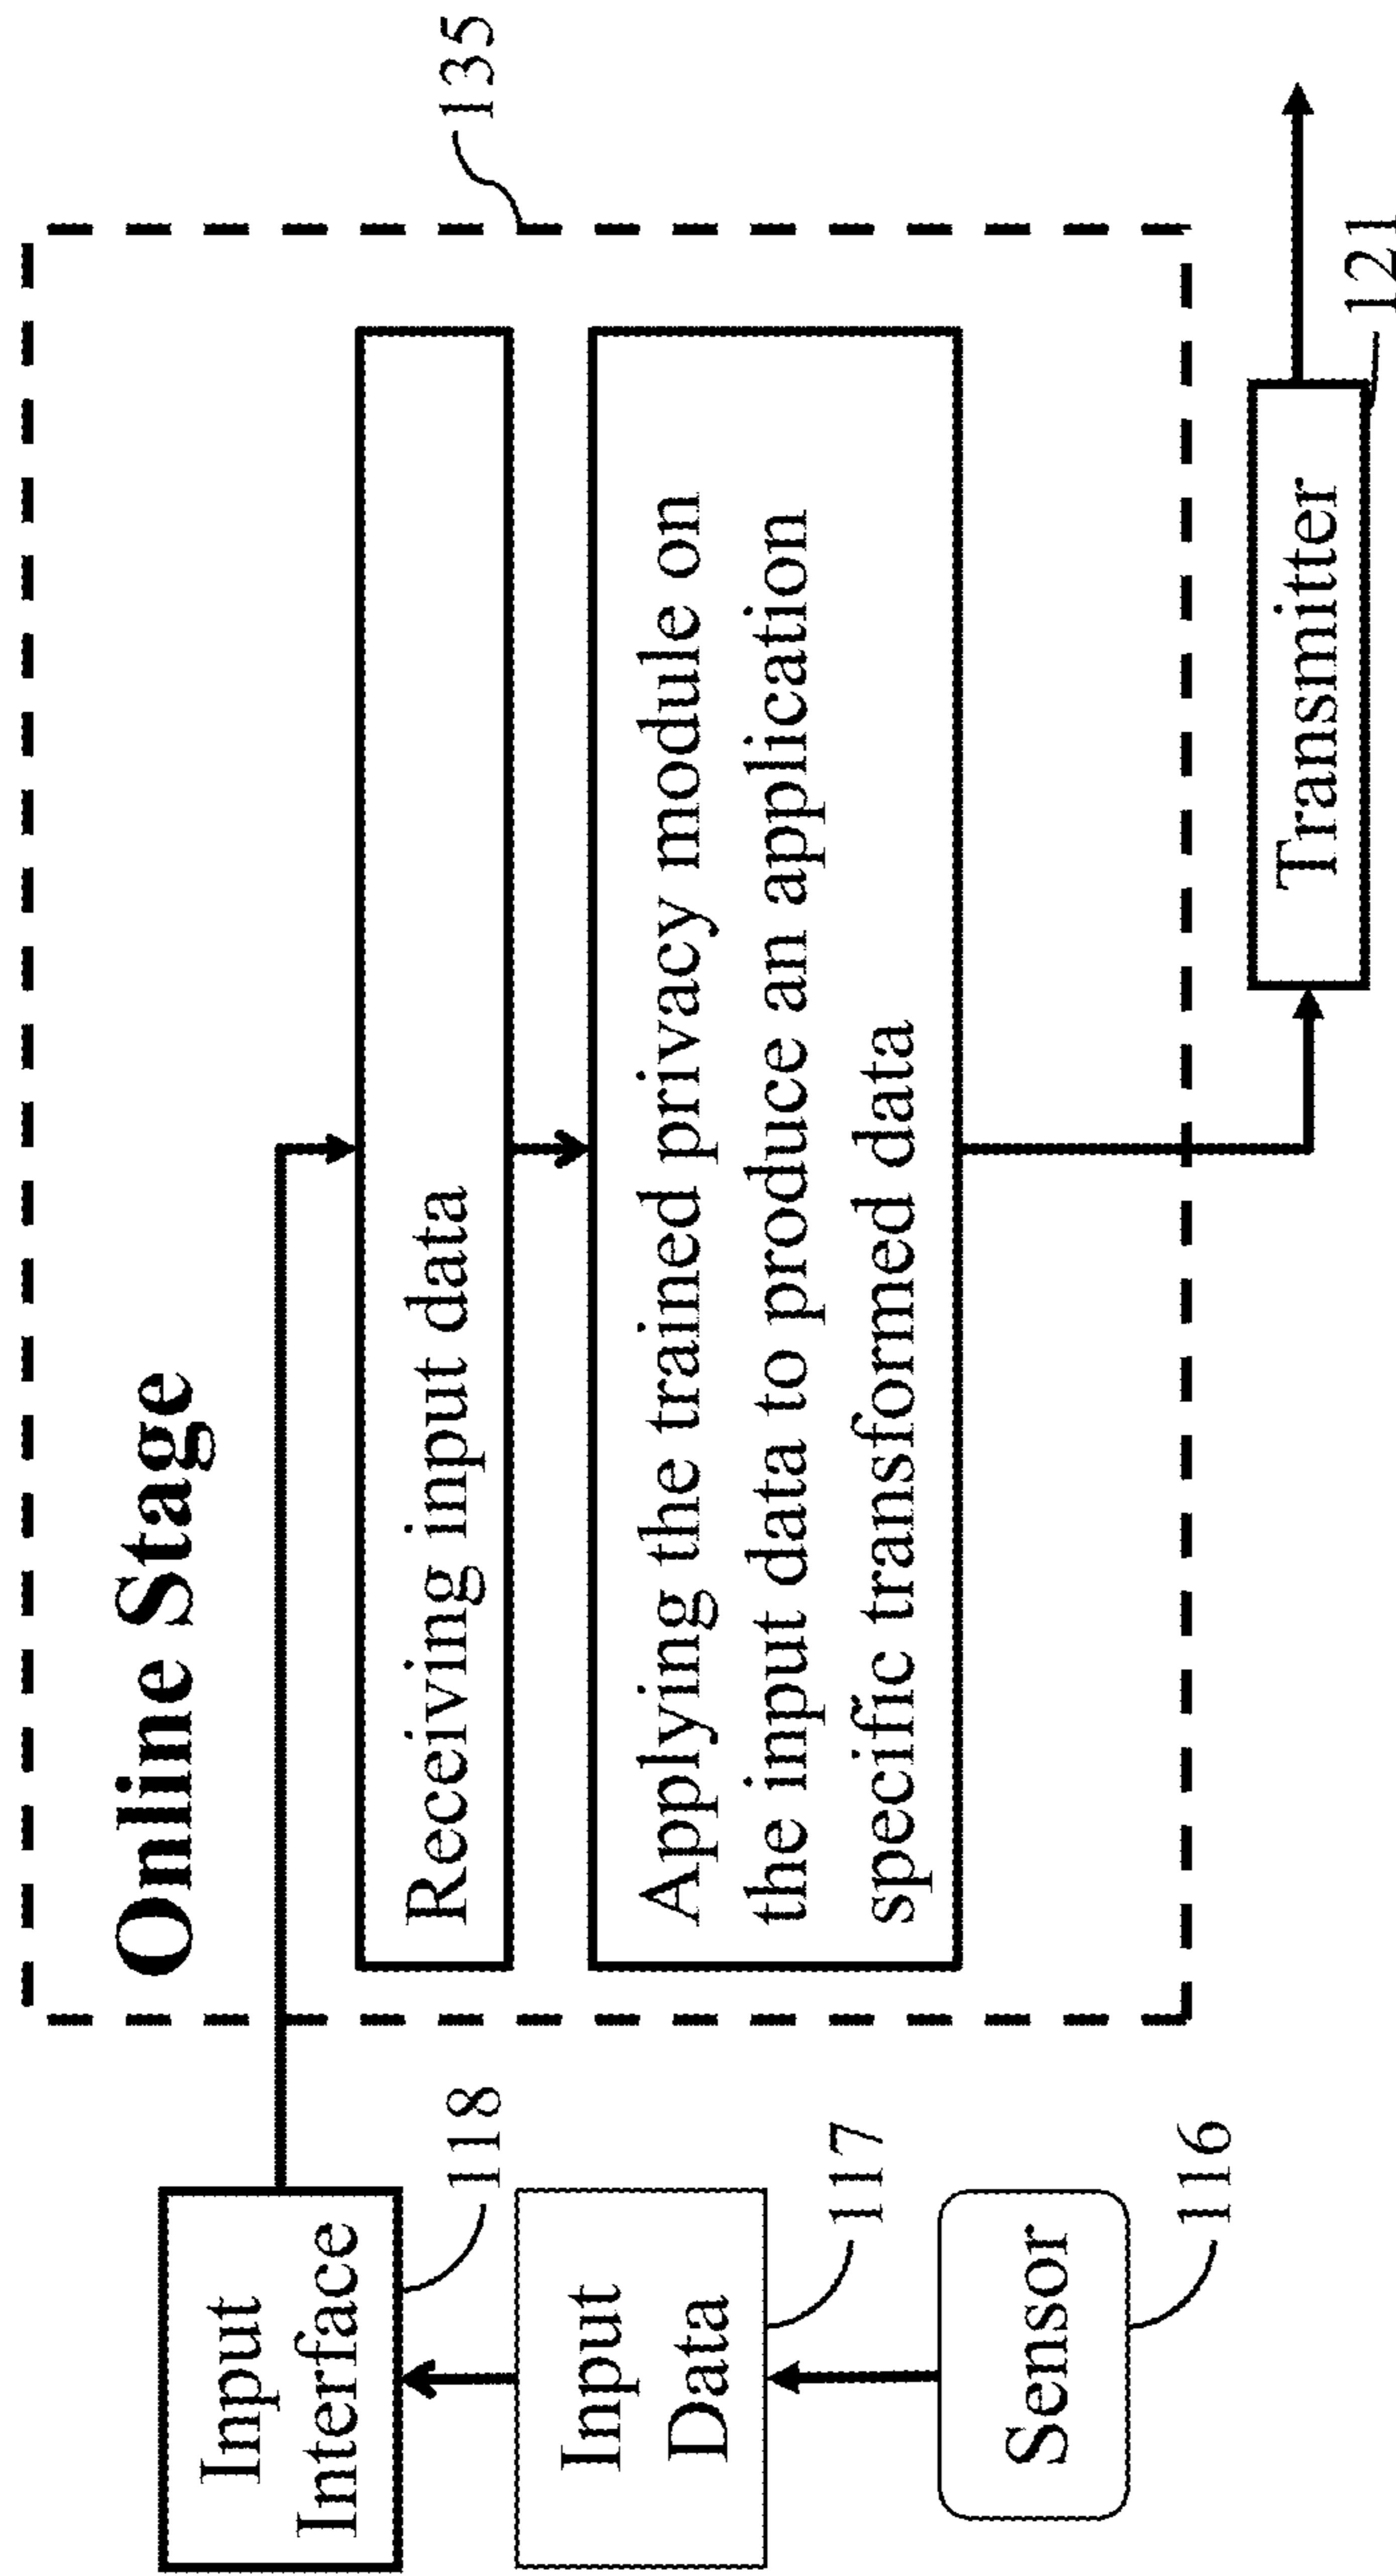 Online Stage
135
Input
Interface
118
Receiving input data
Input
Data
117
Applying the trained privacy module on
the input data to produce an application
specific transformed data
Sensor
116
Transmitter
121